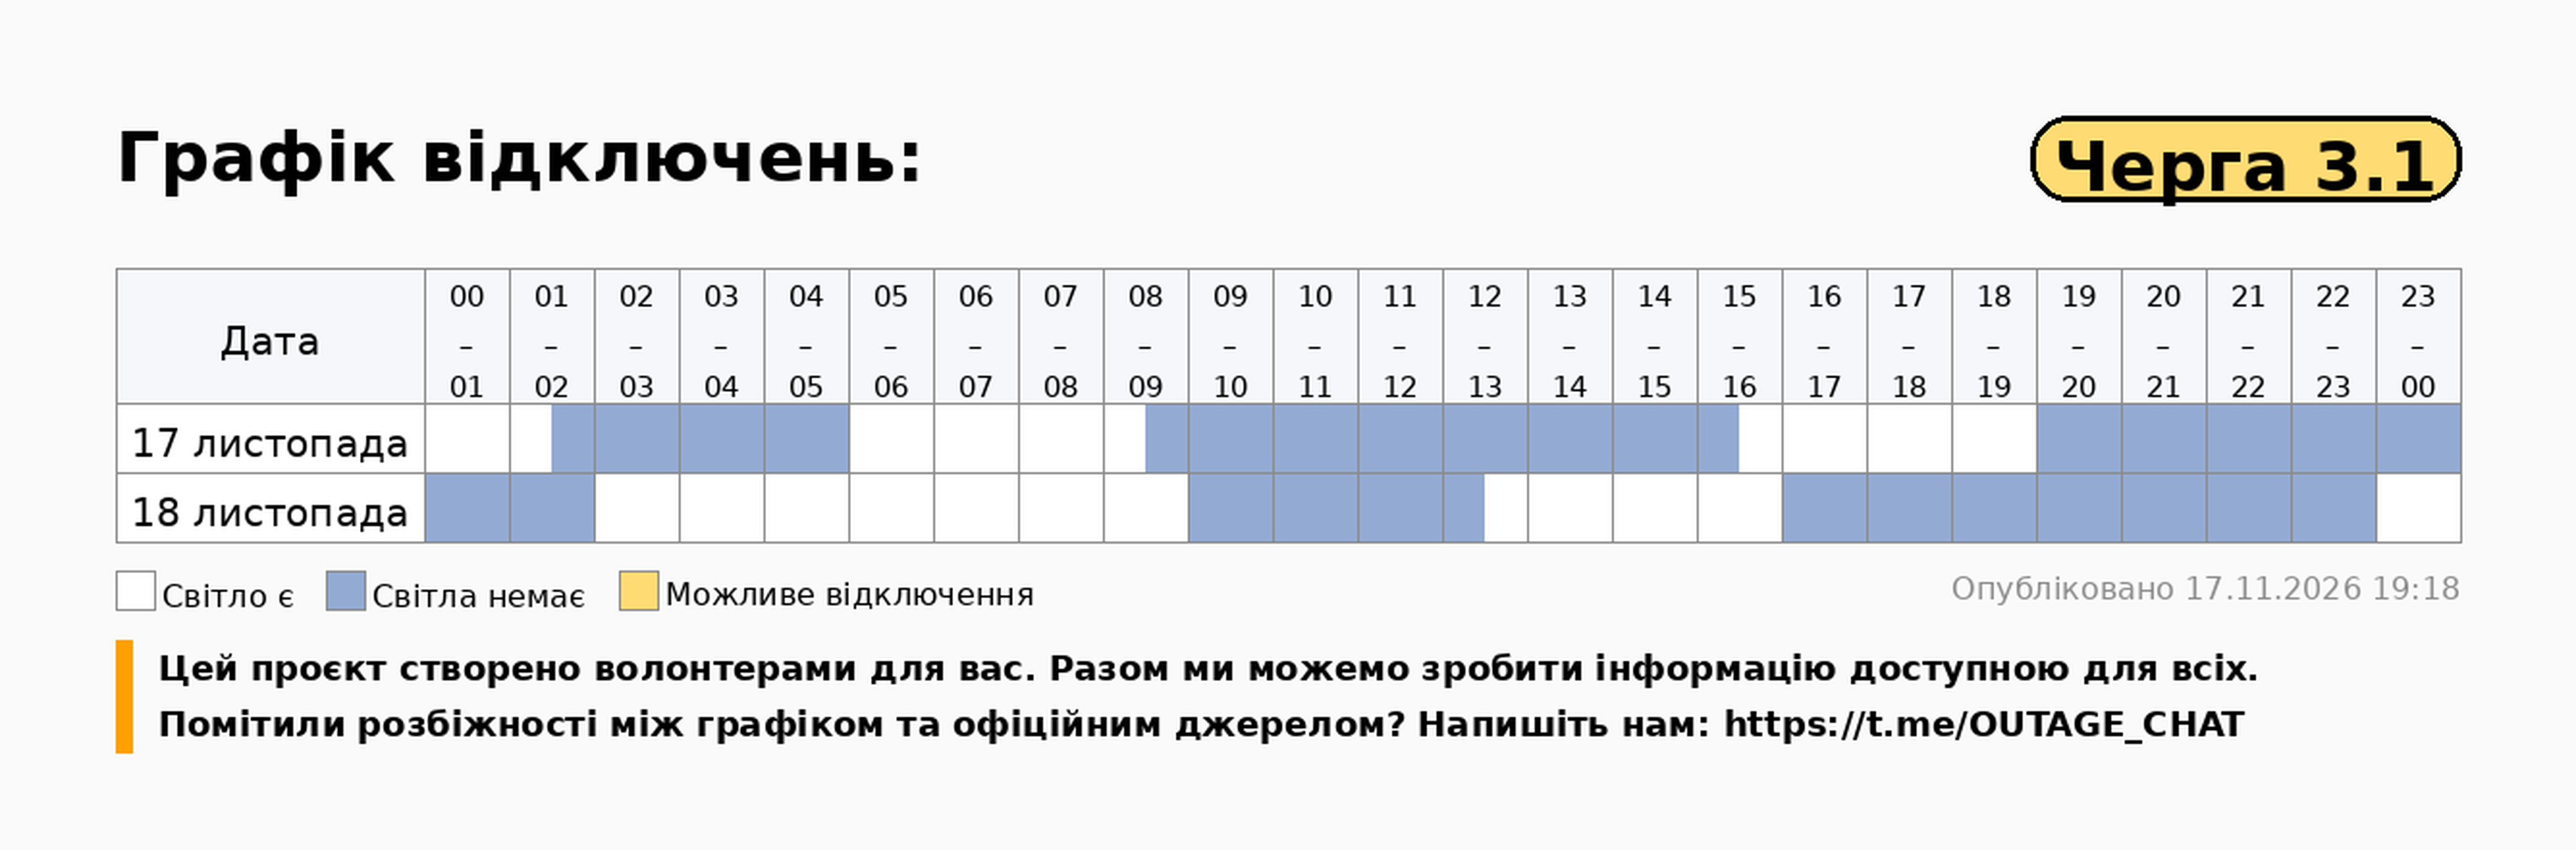 Графік відключень:
Черга 3.1
Дата
00 – 01
01 – 02
02 – 03
03 – 04
04 – 05
05 – 06
06 – 07
07 – 08
08 – 09
09 – 10
10 – 11
11 – 12
12 – 13
13 – 14
14 – 15
15 – 16
16 – 17
17 – 18
18 – 19
19 – 20
20 – 21
21 – 22
22 – 23
23 – 00
17 листопада
18 листопада
Світло є
Світла немає
Можливе відключення
Опубліковано 17.11.2026 19:18
Цей проєкт створено волонтерами для вас. Разом ми можемо зробити інформацію доступною для всіх.
Помітили розбіжності між графіком та офіційним джерелом? Напишіть нам: https://t.me/OUTAGE_CHAT